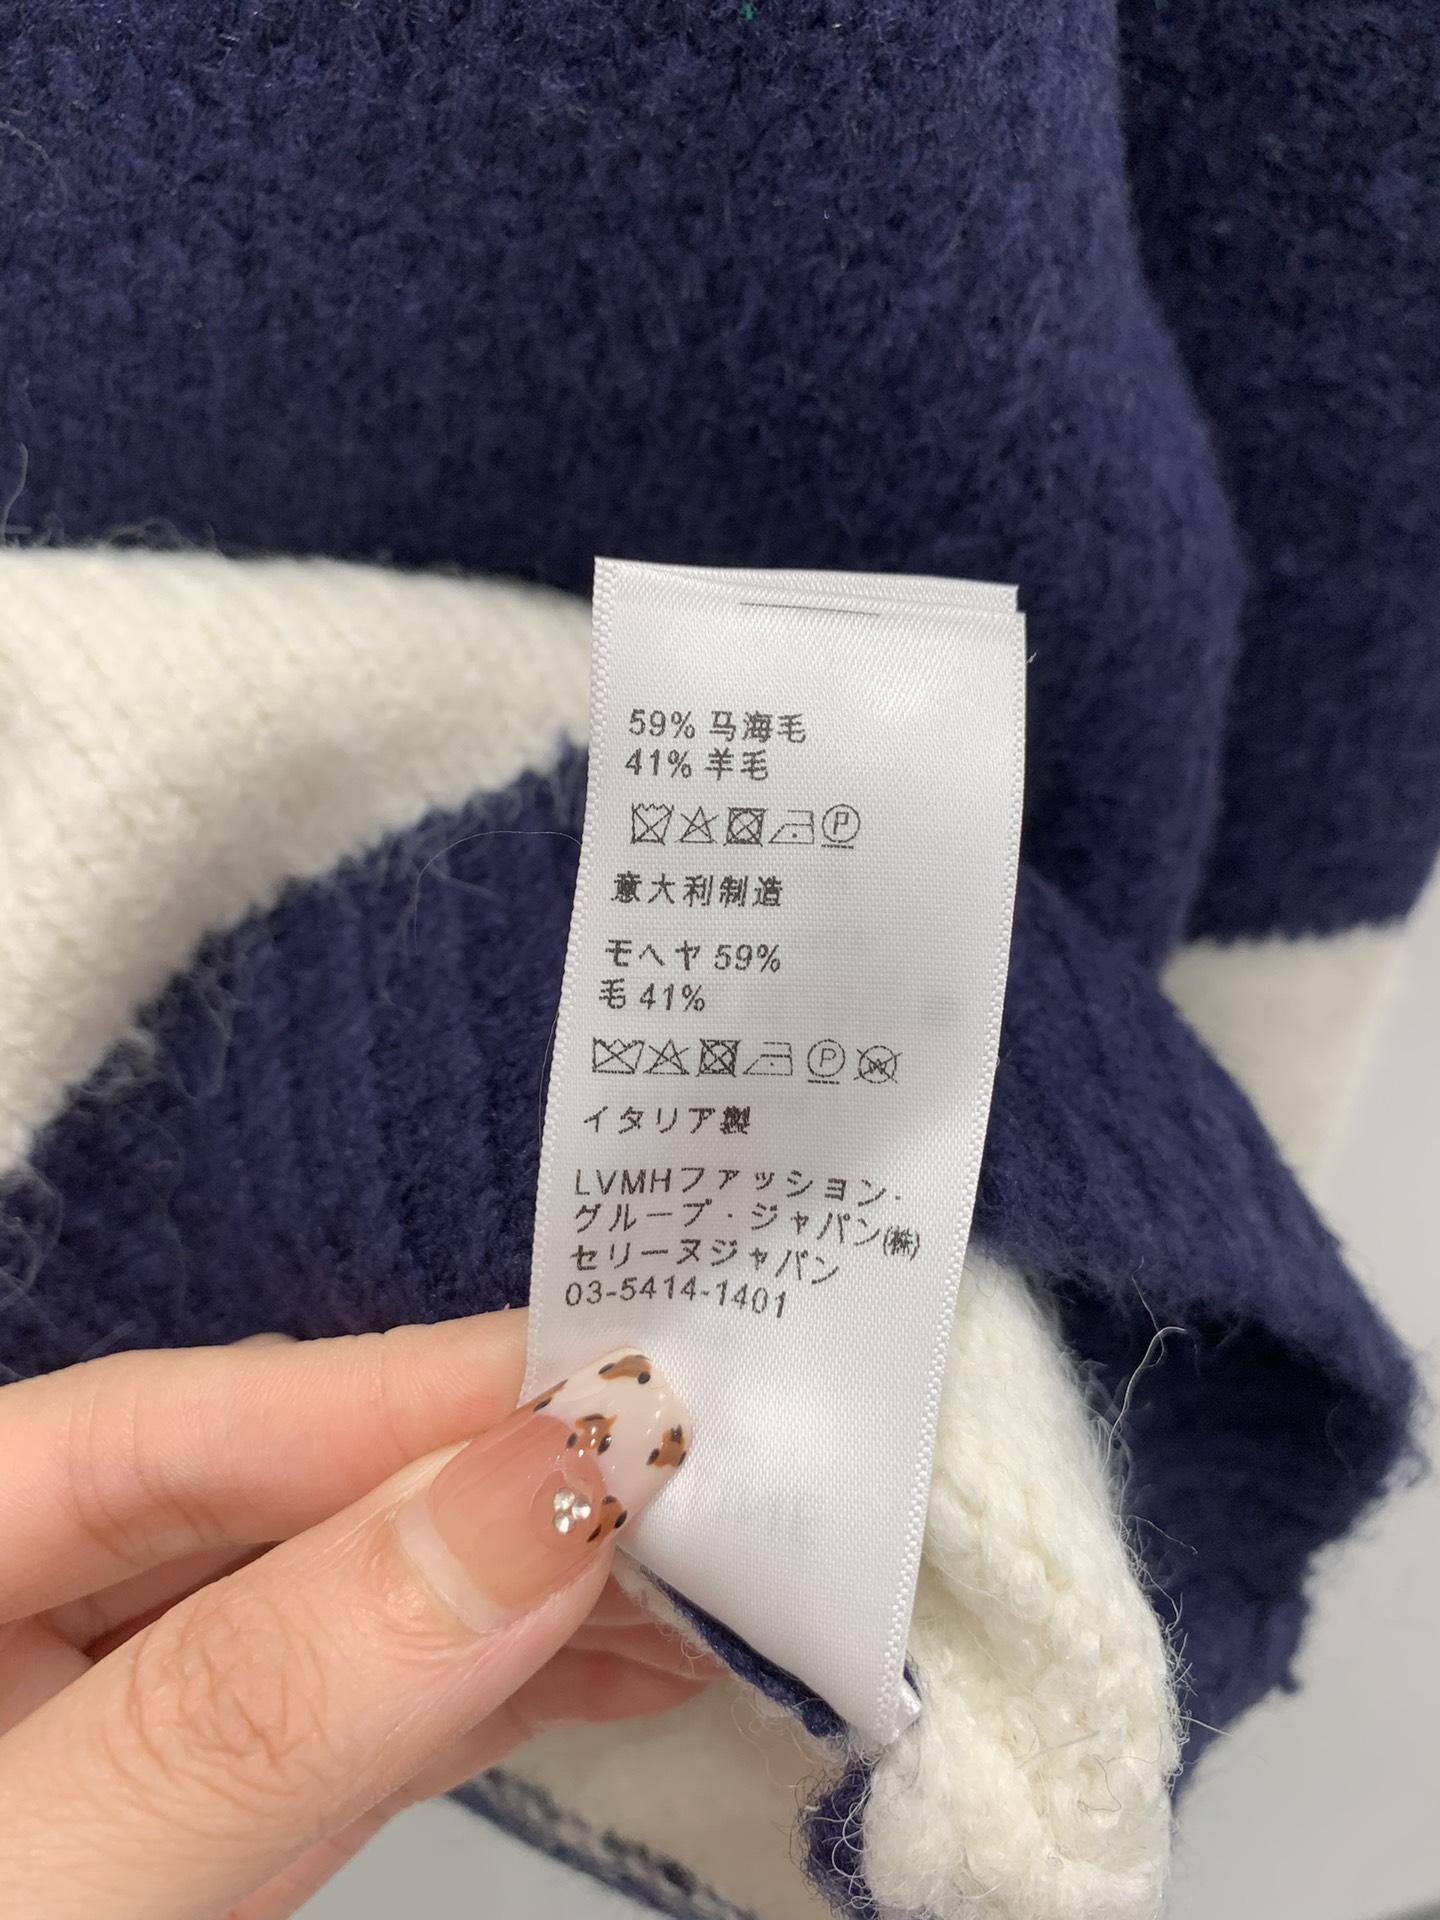 59% 马海毛
41% 羊毛
P
意大利制造
モヘヤ 59%
毛 41%
P W
イタリア製
LVMHファッション・
グループ・ジャパン(株)
セリーヌジャパン
03-5414-1401